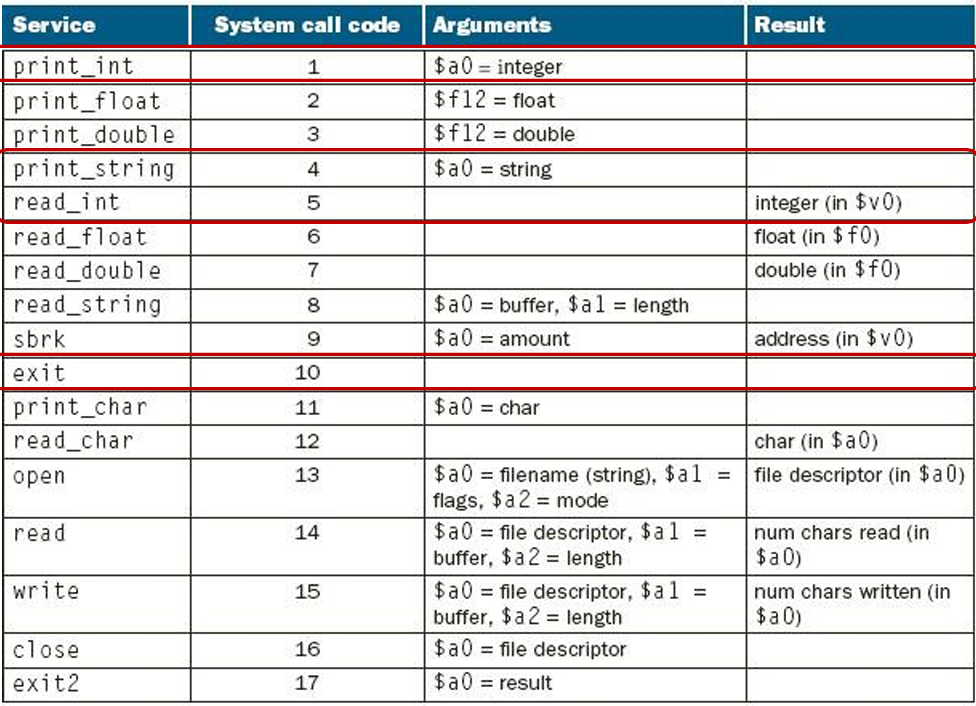 Service System call code Arguments Result
print_int 1 $a0 = integer
print_float 2 $f12 = float
print_double 3 $f12 = double
print_string 4 $a0 = string
read_int 5 integer (in $v0)
read_float 6 float (in $f0)
read_double 7 double (in $f0)
read_string 8 $a0 = buffer, $a1 = length
sbrk 9 $a0 = amount address (in $v0)
exit 10
print_char 11 $a0 = char
read_char 12 char (in $a0)
open 13 $a0 = filename (string), $a1 = file descriptor (in $a0)
flags, $a2 = mode
read 14 $a0 = file descriptor, $a1 = num chars read (in
buffer, $a2 = length $a0)
write 15 $a0 = file descriptor, $a1 = num chars written (in
buffer, $a2 = length $a0)
close 16 $a0 = file descriptor
exit2 17 $a0 = result